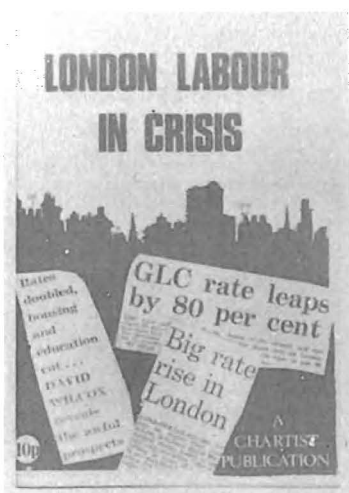 LONDON LABOUR
IN CRISIS
Rates
doubled,
housing
and
education
cut...
DAVID
WILCOX
reveals
the awful
prospects
GLC rate leaps
by 80 per cent
Big rate
rise in
London
10p
A
CHARTIST
PUBLICATION